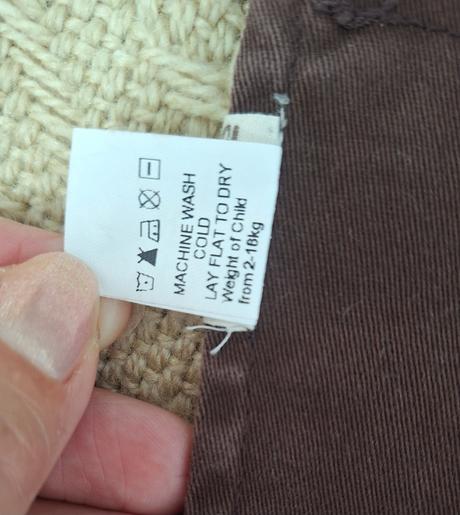 MACHINE WASH
COLD
LAY FLAT TO DRY
Weight of Child
from 2-18kg